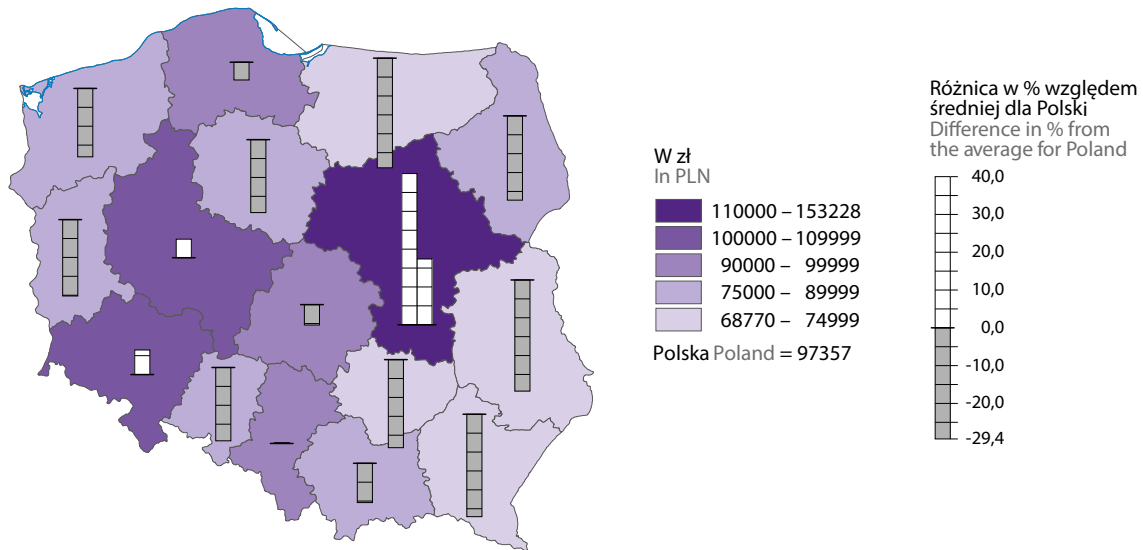 W zł
In PLN
110000 – 153228
100000 – 109999
90000 – 99999
75000 – 89999
68770 – 74999
Polska Poland = 97357
Różnica w % względem
średniej dla Polski
Difference in % from
the average for Poland
40,0
30,0
20,0
10,0
0,0
-10,0
-20,0
-29,4